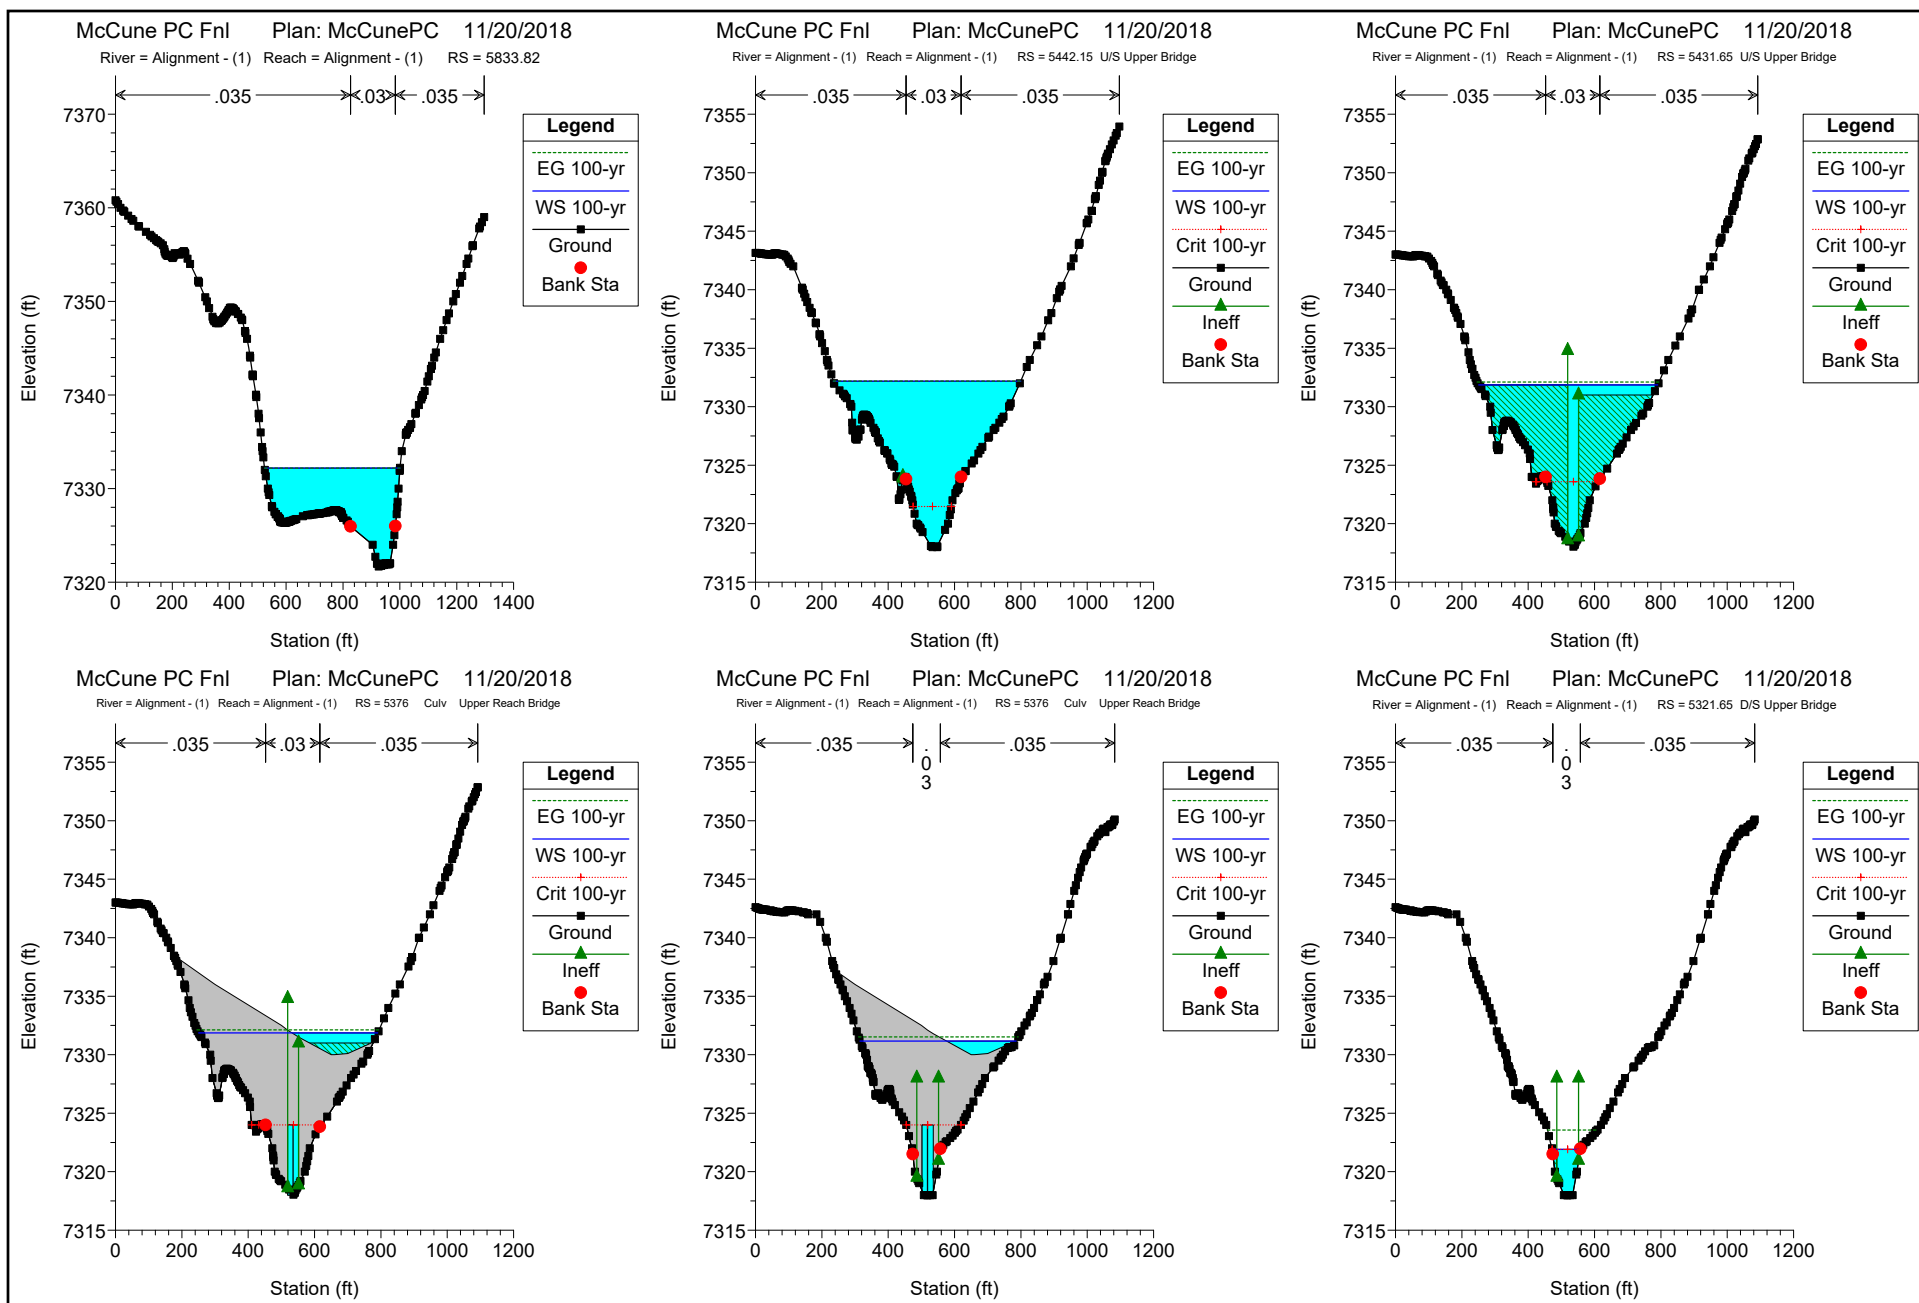 McCune PC Fnl Plan: McCunePC 11/20/2018
River = Alignment - (1) Reach = Alignment - (1) RS = 5833.82
.035 .03 .035
7370
7360
7350
7340
7330
7320
Elevation (ft)
0 200 400 600 800 1000 1200 1400
Station (ft)
Legend
EG 100-yr
WS 100-yr
Ground
Bank Sta
McCune PC Fnl Plan: McCunePC 11/20/2018
River = Alignment - (1) Reach = Alignment - (1) RS = 5442.15 U/S Upper Bridge
.035 .03 .035
7355
7350
7345
7340
7335
7330
7325
7320
7315
Elevation (ft)
0 200 400 600 800 1000 1200
Station (ft)
Legend
EG 100-yr
WS 100-yr
Crit 100-yr
Ground
Ineff
Bank Sta
McCune PC Fnl Plan: McCunePC 11/20/2018
River = Alignment - (1) Reach = Alignment - (1) RS = 5431.65 U/S Upper Bridge
.035 .03 .035
7355
7350
7345
7340
7335
7330
7325
7320
7315
Elevation (ft)
0 200 400 600 800 1000 1200
Station (ft)
Legend
EG 100-yr
WS 100-yr
Crit 100-yr
Ground
Ineff
Bank Sta
McCune PC Fnl Plan: McCunePC 11/20/2018
River = Alignment - (1) Reach = Alignment - (1) RS = 5376 Culv Upper Reach Bridge
.035 .03 .035
7355
7350
7345
7340
7335
7330
7325
7320
7315
Elevation (ft)
0 200 400 600 800 1000 1200
Station (ft)
Legend
EG 100-yr
WS 100-yr
Crit 100-yr
Ground
Ineff
Bank Sta
McCune PC Fnl Plan: McCunePC 11/20/2018
River = Alignment - (1) Reach = Alignment - (1) RS = 5376 Culv Upper Reach Bridge
.035 . .035
0
3
7355
7350
7345
7340
7335
7330
7325
7320
7315
Elevation (ft)
0 200 400 600 800 1000 1200
Station (ft)
Legend
EG 100-yr
WS 100-yr
Crit 100-yr
Ground
Ineff
Bank Sta
McCune PC Fnl Plan: McCunePC 11/20/2018
River = Alignment - (1) Reach = Alignment - (1) RS = 5321.65 D/S Upper Bridge
.035 . .035
0
3
7355
7350
7345
7340
7335
7330
7325
7320
7315
Elevation (ft)
0 200 400 600 800 1000 1200
Station (ft)
Legend
EG 100-yr
WS 100-yr
Crit 100-yr
Ground
Ineff
Bank Sta